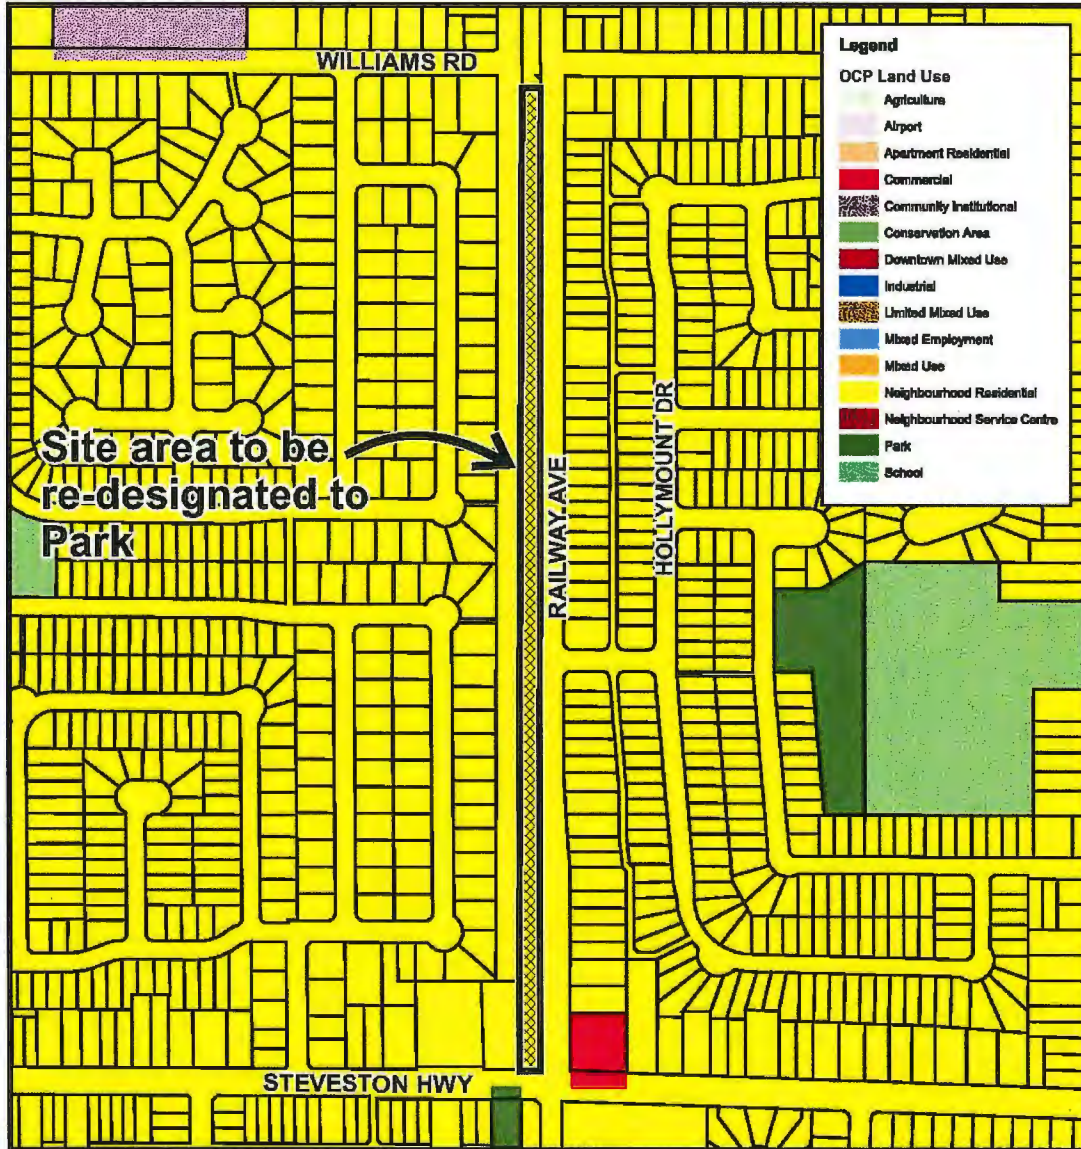 WILLIAMS RD
Legend
OCP Land Use
Agriculture
Airport
Apartment Residential
Commercial
Community Institutional
Conservation Area
Downtown Mixed Use
Industrial
Limited Mixed Use
Mixed Employment
Mixed Use
Neighbourhood Residential
Neighbourhood Service Centre
Park
School
Site area to be
re-designated to
Park
RAILWAY AVE
HOLLYMOUNT DR
STEVESTON HWY